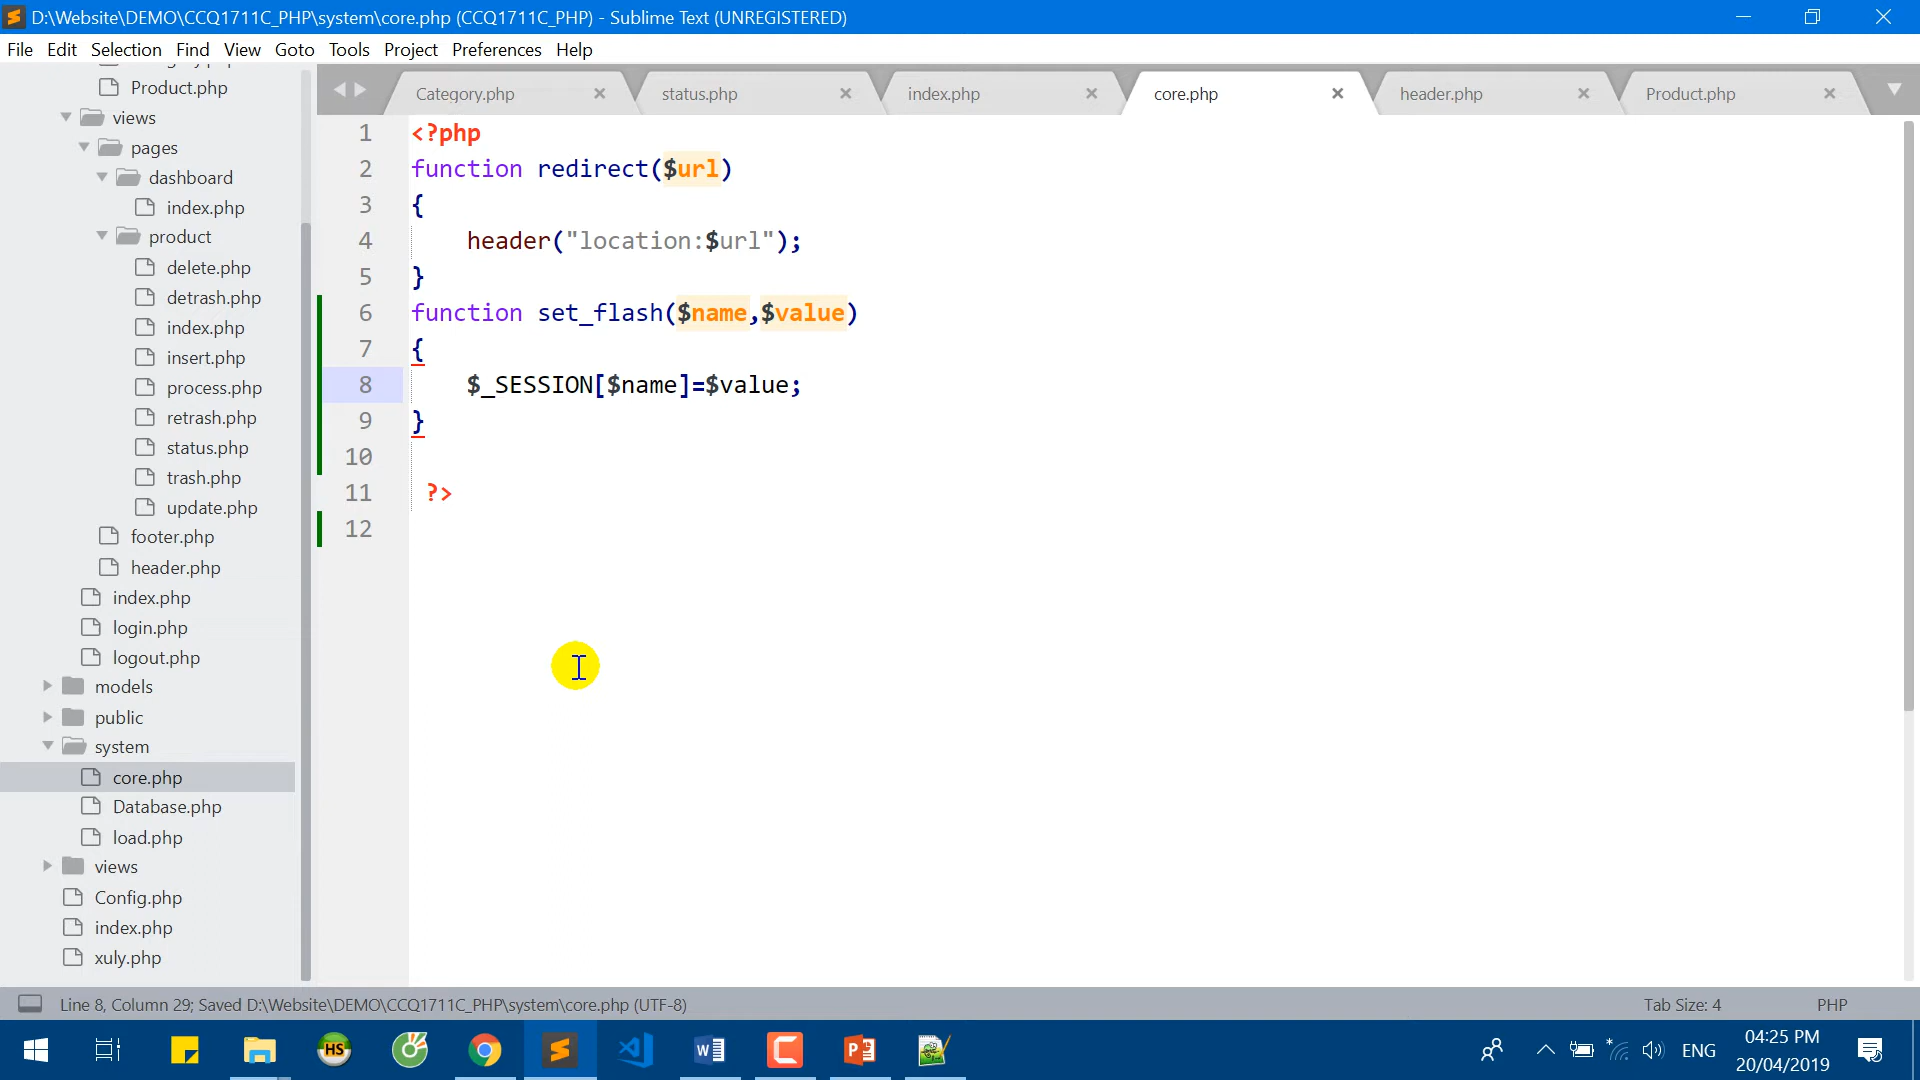 D:\Website\DEMO\CCQ1711C_PHP\system\core.php (CCQ1711C_PHP) - Sublime Text (UNREGISTERED)
File Edit Selection Find View Goto Tools Project Preferences Help
Product.php
views
pages
dashboard
index.php
product
delete.php
detrash.php
index.php
insert.php
process.php
retrash.php
status.php
trash.php
update.php
footer.php
header.php
index.php
login.php
logout.php
models
public
system
core.php
Database.php
load.php
views
Config.php
index.php
xuly.php
Category.php status.php index.php core.php header.php Product.php
1 <?php
2 function redirect($url)
3 {
4 header("location:$url");
5 }
6 function set_flash($name,$value)
7 {
8 $_SESSION[$name]=$value;
9 }
10
11 ?>
12
Line 8, Column 29; Saved D:\Website\DEMO\CCQ1711C_PHP\system\core.php (UTF-8) Tab Size: 4 PHP
HS
ENG
04:25 PM
20/04/2019